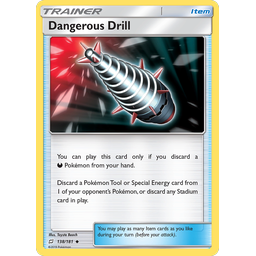 TRAINER
Item
Dangerous Drill
You can play this card only if you discard a
Pokémon from your hand.
Discard a Pokémon Tool or Special Energy card from
1 of your opponent's Pokémon, or discard any Stadium
card in play.
Illus. Toyste Beach
138/181
You may play as many Item cards as you like
during your turn (before your attack).